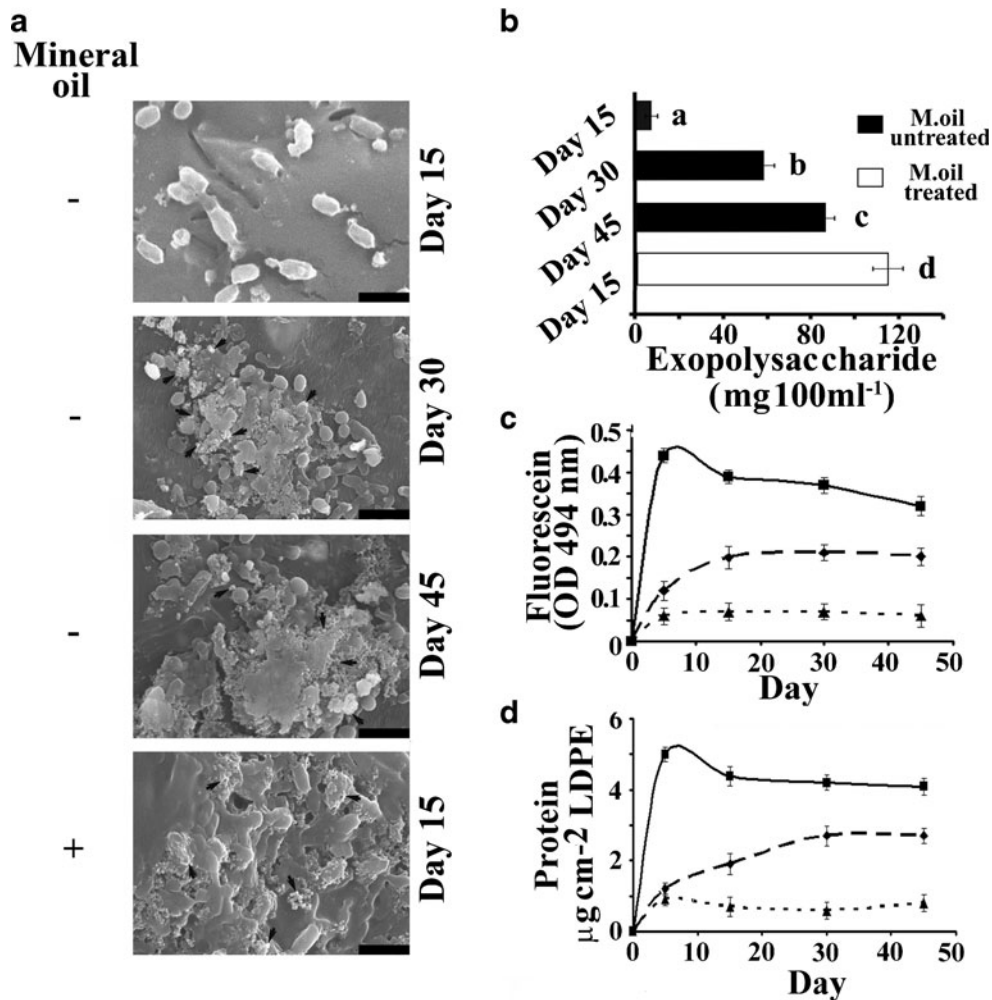 a
Mineral
oil
-
Day 15
-
Day 30
-
Day 45
+
Day 15
b
Day 15
Day 30
Day 45
Day 15
a
b
c
d
M.oil
untreated
M.oil
treated
0
40
80
120
Exopolysaccharide
(mg 100ml⁻¹)
c
Fluorescein
(OD 494 nm)
0.5
0.4
0.3
0.2
0.1
0
0
10
20
30
40
50
Day
d
Protein
µg cm-2 LDPE
6
4
2
0
0
10
20
30
40
50
Day